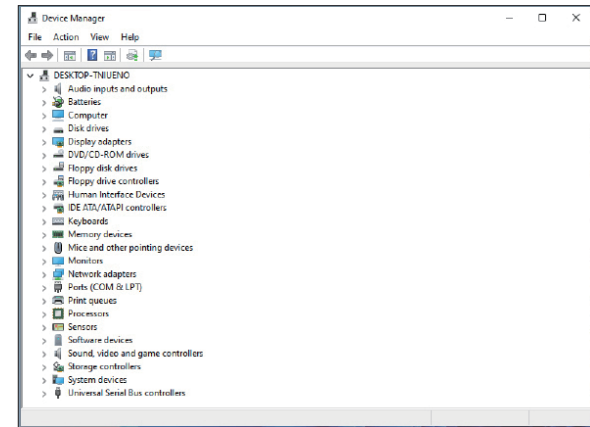 Device Manager
File Action View Help
DESKTOP-TNIUENO
Audio inputs and outputs
Batteries
Computer
Disk drives
Display adapters
DVD/CD-ROM drives
Floppy disk drives
Floppy drive controllers
Human Interface Devices
IDE ATA/ATAPI controllers
Keyboards
Memory devices
Mice and other pointing devices
Monitors
Network adapters
Ports (COM & LPT)
Print queues
Processors
Sensors
Software devices
Sound, video and game controllers
Storage controllers
System devices
Universal Serial Bus controllers